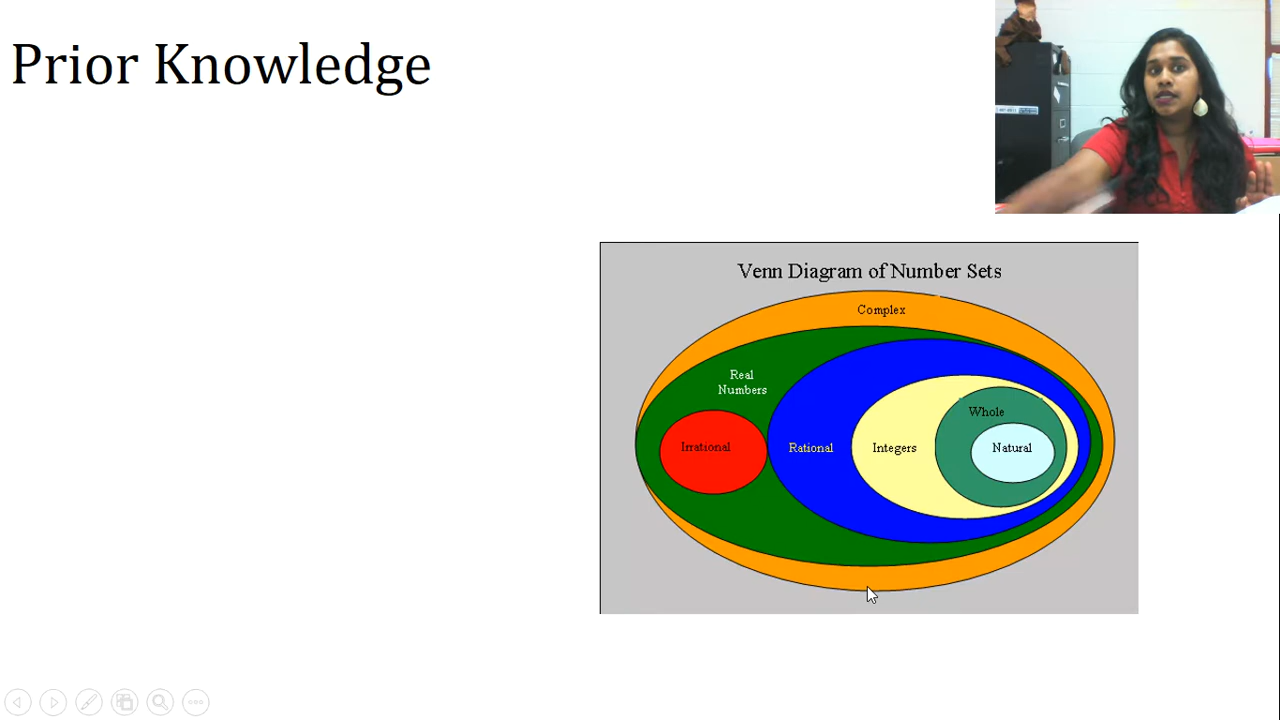 Prior Knowledge
Venn Diagram of Number Sets
Complex
Real
Numbers
Whole
Irrational
Rational
Integers
Natural